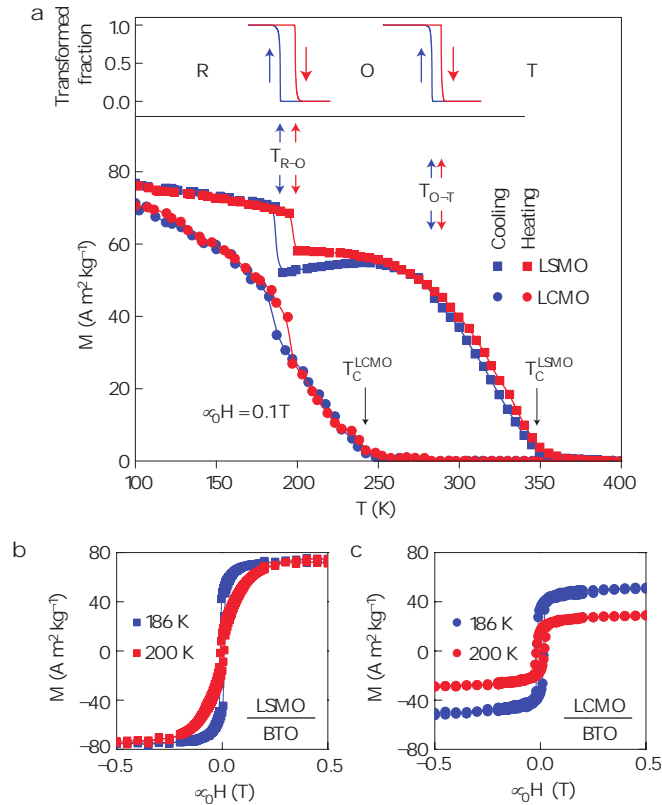 a
Transformed
fraction
1.0
0.5
0.0
R
O
T
T_{R–O}
T_{O–T}
Cooling
Heating
LSMO
LCMO
M (A m² kg⁻¹)
80
60
40
20
0
T_C^{LCMO}
T_C^{LSMO}
∝₀H = 0.1 T
100
150
200
250
300
350
400
T (K)
b
M (A m² kg⁻¹)
80
40
0
−40
−80
186 K
200 K
LSMO
BTO
−0.5
0.0
0.5
∝₀H (T)
c
M (A m² kg⁻¹)
80
40
0
−40
−80
186 K
200 K
LCMO
BTO
−0.5
0.0
0.5
∝₀H (T)